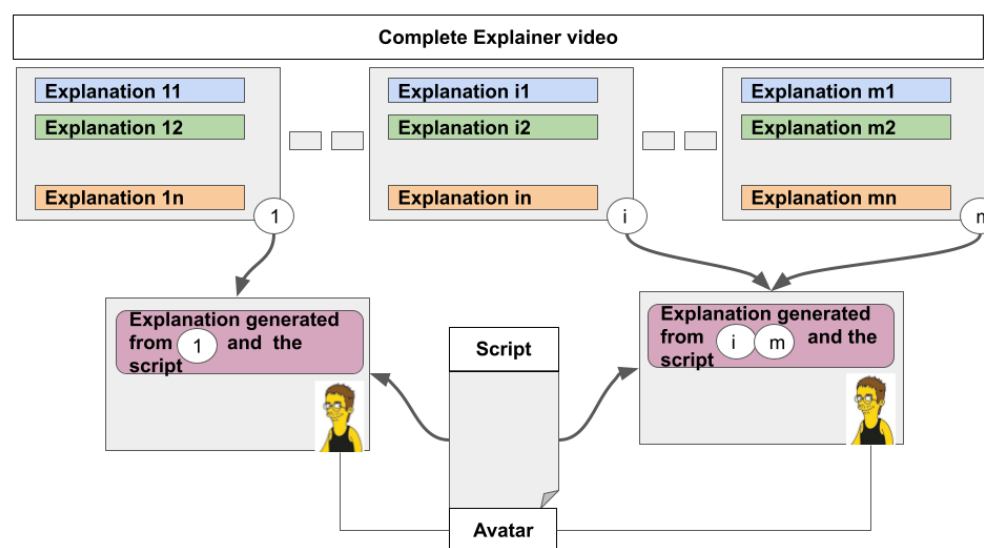 Complete Explainer video
Explanation 11
Explanation 12
Explanation 1n
1
Explanation i1
Explanation i2
Explanation in
i
Explanation m1
Explanation m2
Explanation mn
Explanation generated
from 1 and the
script
Script
Explanation generated
from i m and the
script
Avatar